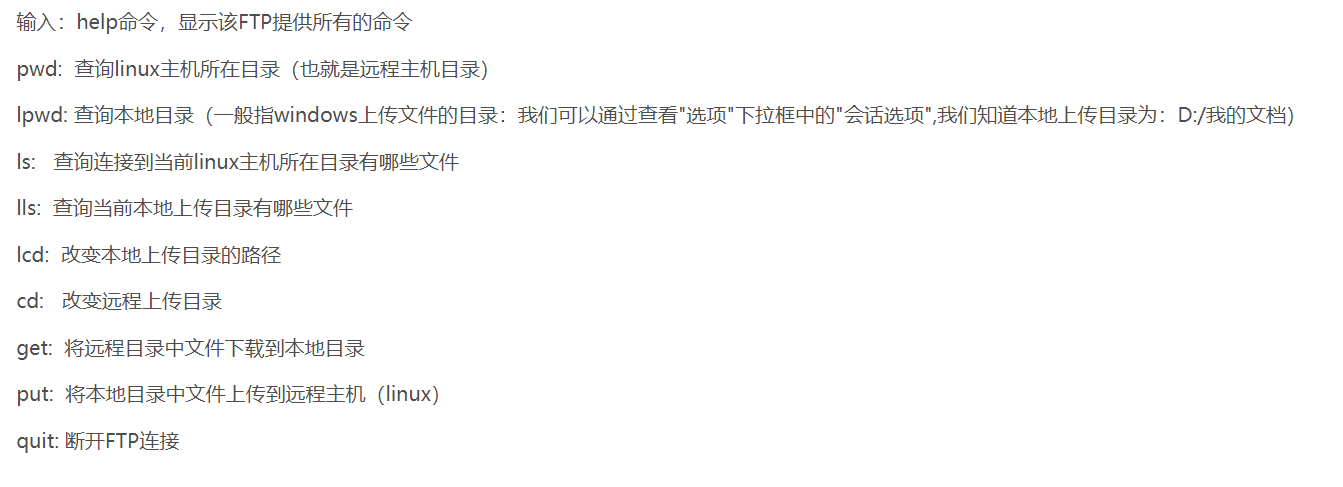 输入：help命令，显示该FTP提供所有的命令
pwd:  查询linux主机所在目录（也就是远程主机目录）
lpwd: 查询本地目录（一般指windows上传文件的目录：我们可以通过查看"选项"下拉框中的"会话选项",我们知道本地上传目录为：D:/我的文档）
ls:   查询连接到当前linux主机所在目录有哪些文件
lls:  查询当前本地上传目录有哪些文件
lcd:  改变本地上传目录的路径
cd:   改变远程上传目录
get:  将远程目录中文件下载到本地目录
put:  将本地目录中文件上传到远程主机（linux）
quit: 断开FTP连接